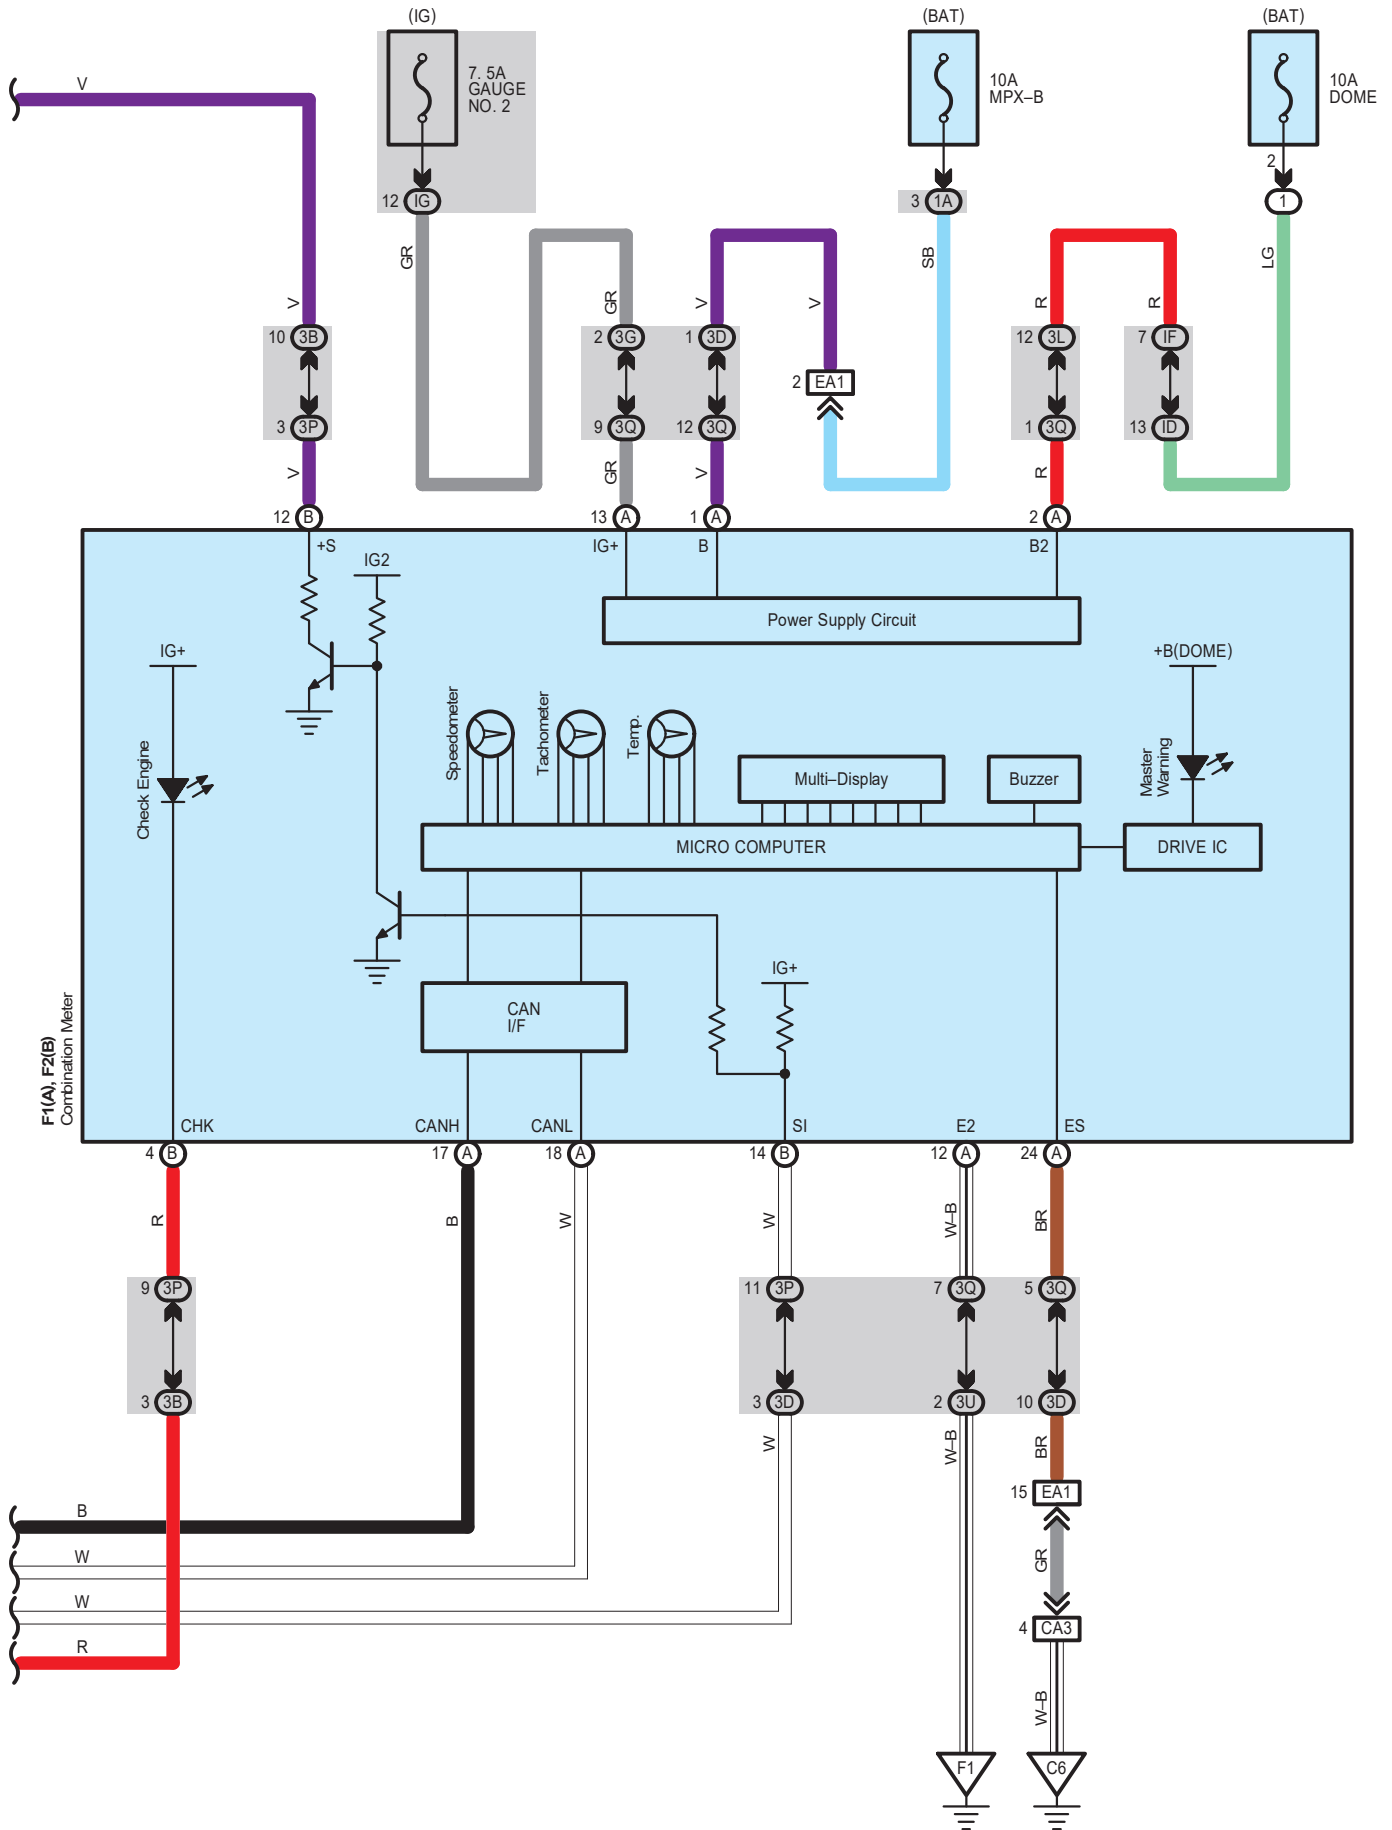 (IG)
(BAT)
(BAT)
7. 5A
GAUGE
NO. 2
10A
MPX–B
10A
DOME
V
2
12 IG
3 1A
1
GR
SB
LG
V
GR
V
V
R
R
10 3B
2 3G
1 3D
12 3L
7 IF
2 EA1
3 3P
9 3Q
12 3Q
1 3Q
13 ID
V
GR
V
R
12 B
13 A
1 A
2 A
+S
IG+
B
B2
IG2
Power Supply Circuit
IG+
+B(DOME)
Speedometer
Tachometer
Temp.
Check Engine
Multi–Display
Buzzer
Master
Warning
MICRO COMPUTER
DRIVE IC
IG+
CAN
I/F
F1(A), F2(B)
Combination Meter
CHK
CANH
CANL
SI
E2
ES
4 B
17 A
18 A
14 B
12 A
24 A
R
B
W
W
W–B
BR
9 3P
11 3P
7 3Q
5 3Q
3 3B
3 3D
2 3U
10 3D
W
W–B
BR
15 EA1
B
W
GR
W
4 CA3
R
W–B
F1
C6